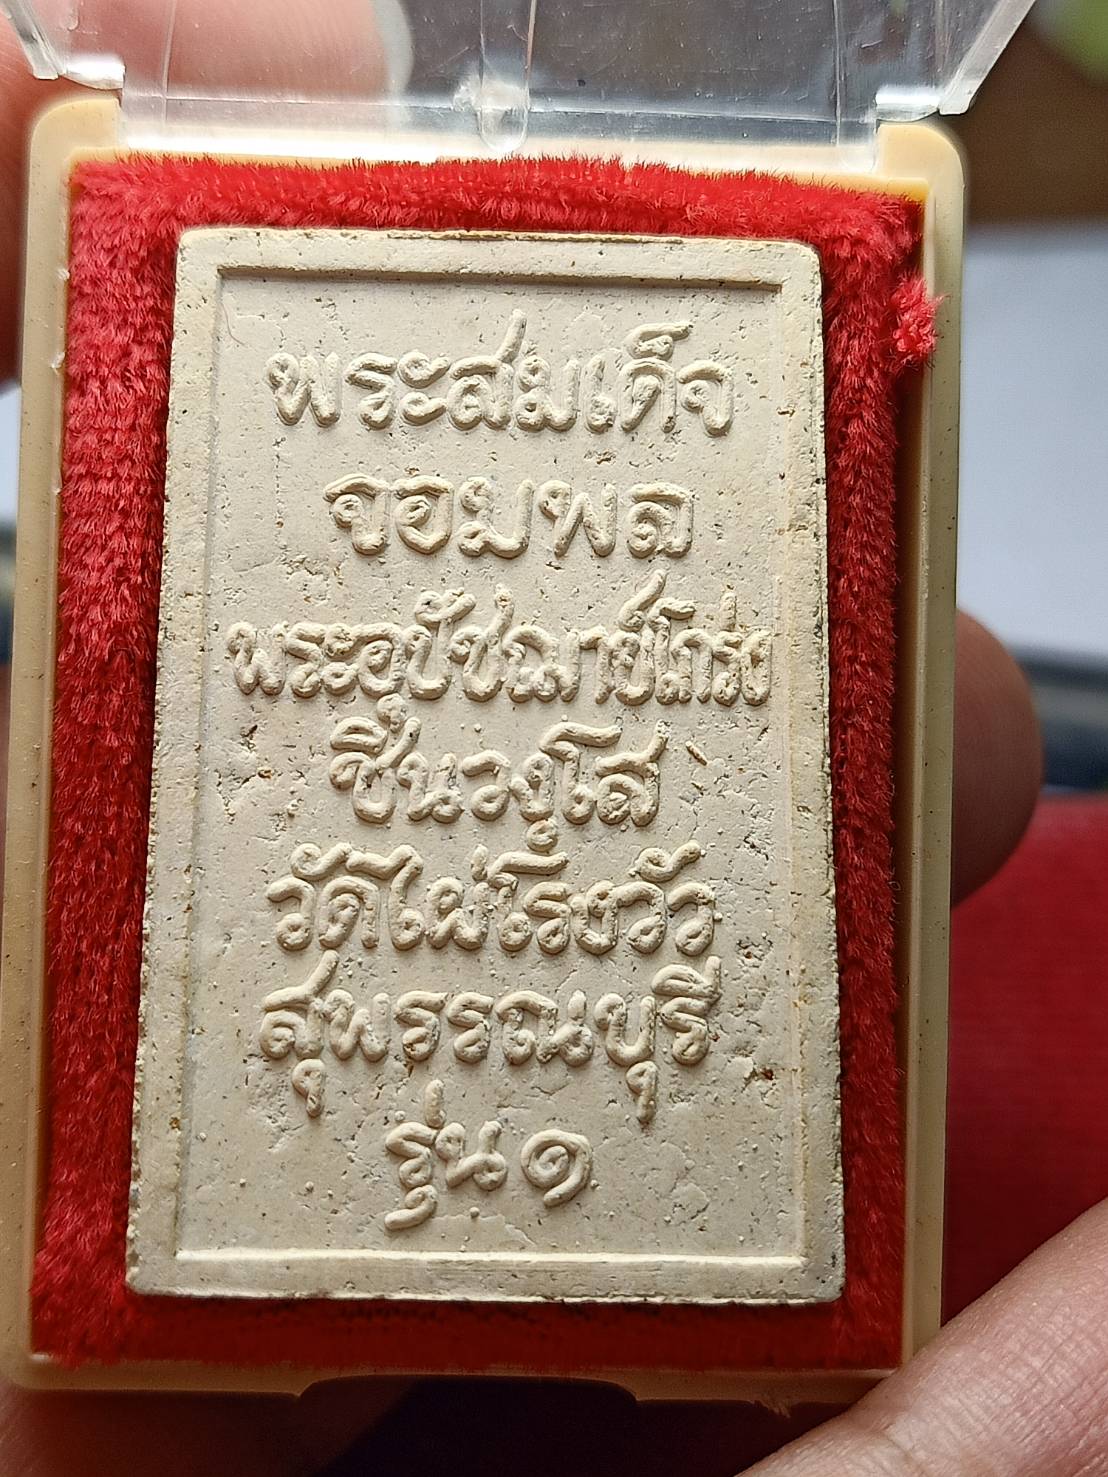 พระสมเด็จ
จอมพล
พระอุปัชฌาย์โกร่ง
ชื่นวงฺโส
วัดไผ่โรงวัว
สุพรรณบุรี
รุ่น ๑